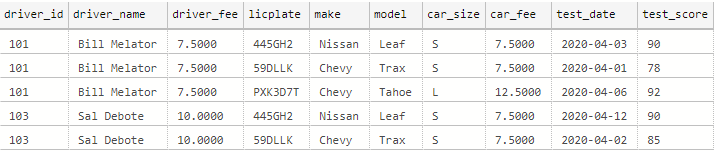 driver_id driver_name driver_fee licplate make model car_size car_fee test_date test_score
101 Bill Melator 7.5000 445GH2 Nissan Leaf S 7.5000 2020-04-03 90
101 Bill Melator 7.5000 59DLLK Chevy Trax S 7.5000 2020-04-01 78
101 Bill Melator 7.5000 PXK3D7T Chevy Tahoe L 12.5000 2020-04-06 92
103 Sal Debote 10.0000 445GH2 Nissan Leaf S 7.5000 2020-04-12 90
103 Sal Debote 10.0000 59DLLK Chevy Trax S 7.5000 2020-04-02 85